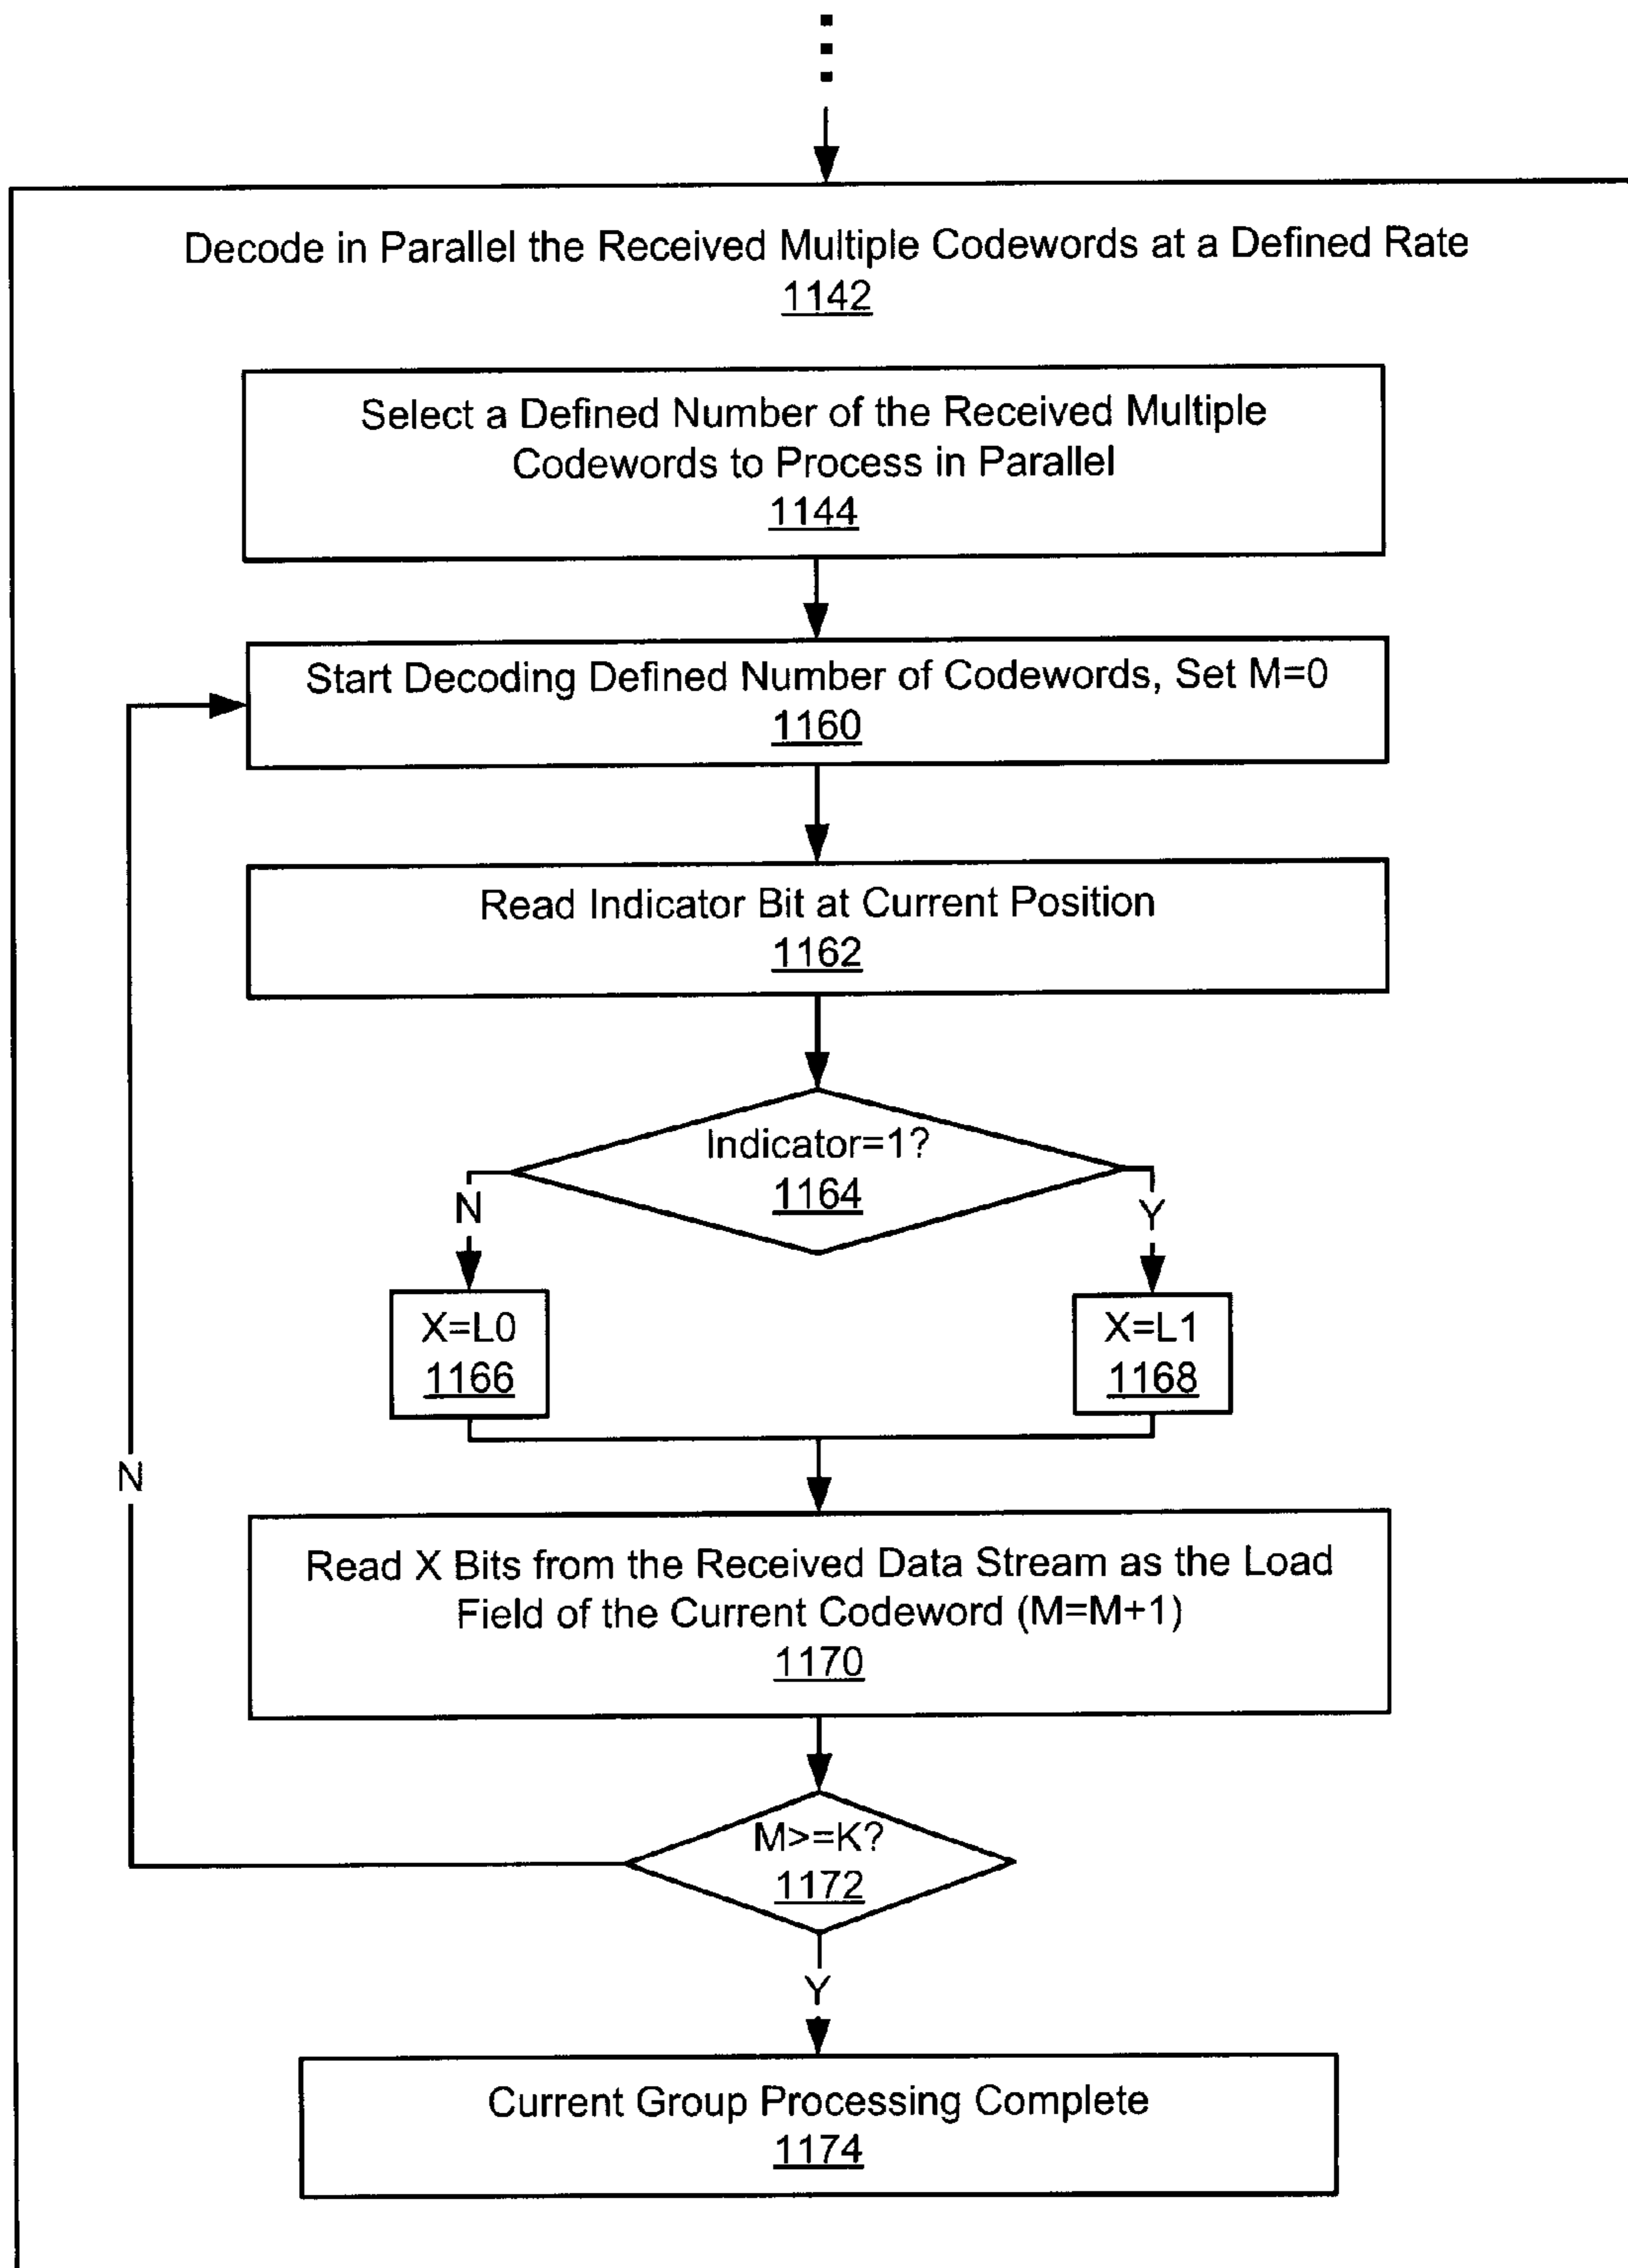 Decode in Parallel the Received Multiple Codewords at a Defined Rate
1142
Select a Defined Number of the Received Multiple
Codewords to Process in Parallel
1144
Start Decoding Defined Number of Codewords, Set M=0
1160
Read Indicator Bit at Current Position
1162
Indicator=1?
1164
N
Y
X=L0
1166
X=L1
1168
N
Read X Bits from the Received Data Stream as the Load
Field of the Current Codeword (M=M+1)
1170
M>=K?
1172
Y
Current Group Processing Complete
1174